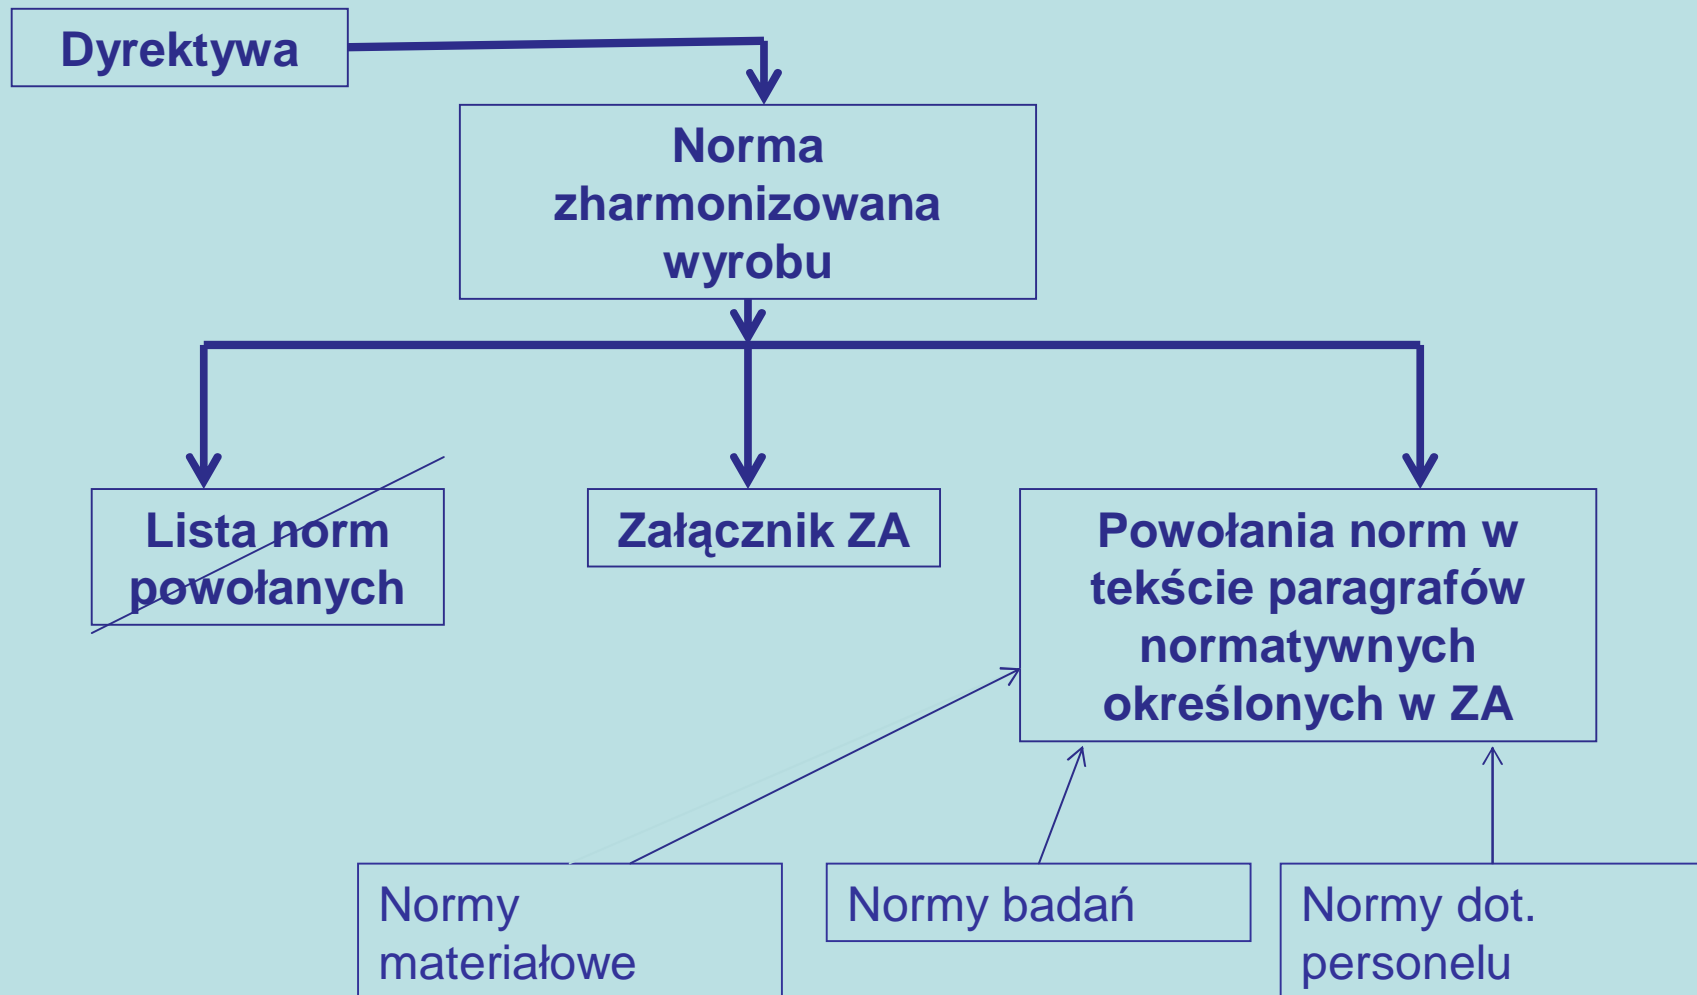 Dyrektywa
Norma
zharmonizowana
wyrobu
Lista norm
powołanych
Załącznik ZA
Powołania norm w
tekście paragrafów
normatywnych
określonych w ZA
Normy
materiałowe
Normy badań
Normy dot.
personelu